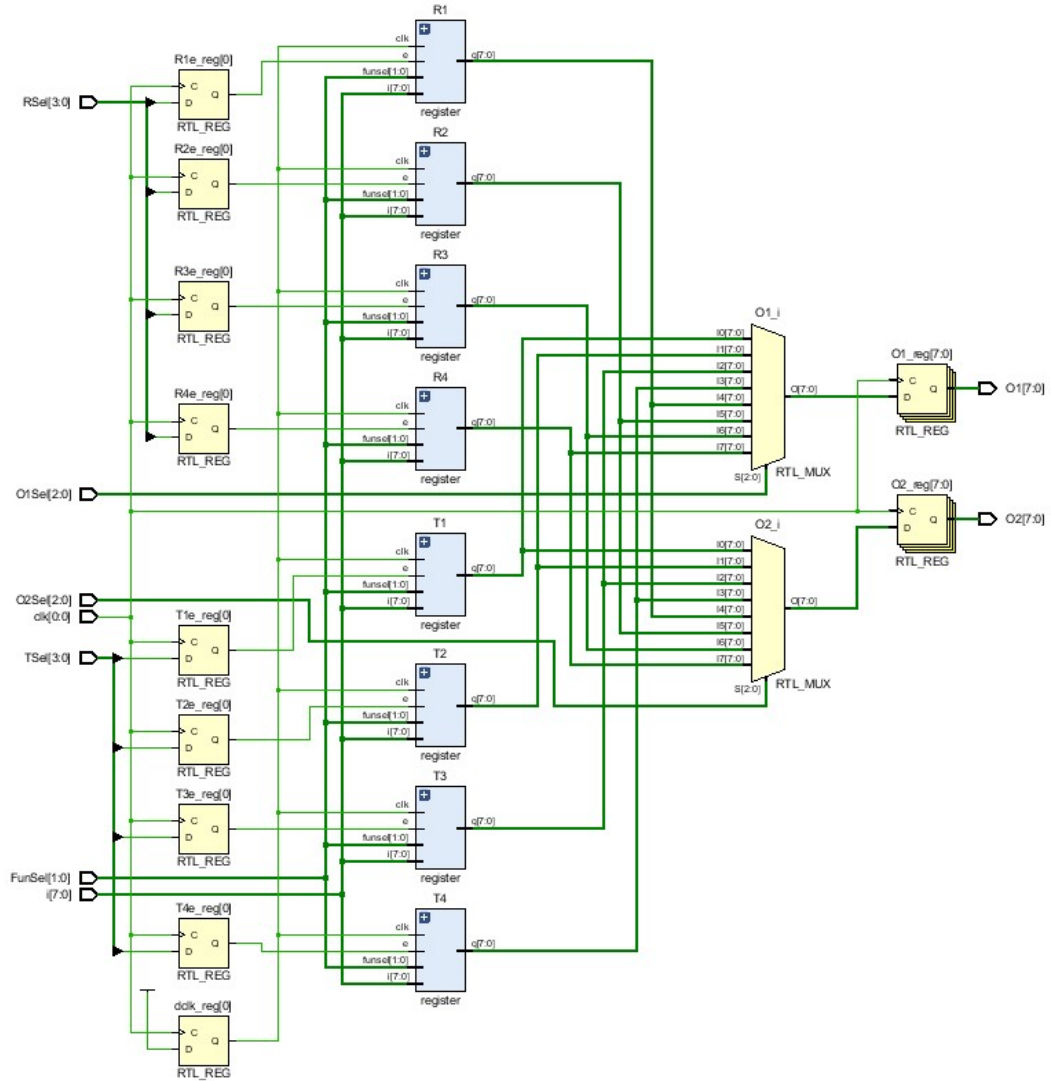 RSel[3:0]
R1e_reg[0]
C
D
Q
RTL_REG
R1
clk
e
funsel[1:0]
i[7:0]
q[7:0]
register
R2e_reg[0]
C
D
Q
RTL_REG
R2
clk
e
funsel[1:0]
i[7:0]
q[7:0]
register
R3e_reg[0]
C
D
Q
RTL_REG
R3
clk
e
funsel[1:0]
i[7:0]
q[7:0]
register
R4e_reg[0]
C
D
Q
RTL_REG
R4
clk
e
funsel[1:0]
i[7:0]
q[7:0]
register
O1Sel[2:0]
O2Sel[2:0]
clk[0:0]
TSel[3:0]
T1
clk
e
funsel[1:0]
i[7:0]
q[7:0]
register
T1e_reg[0]
C
D
Q
RTL_REG
T2
clk
e
funsel[1:0]
i[7:0]
q[7:0]
register
T2e_reg[0]
C
D
Q
RTL_REG
T3
clk
e
funsel[1:0]
i[7:0]
q[7:0]
register
T3e_reg[0]
C
D
Q
RTL_REG
FunSel[1:0]
i[7:0]
T4
clk
e
funsel[1:0]
i[7:0]
q[7:0]
register
T4e_reg[0]
C
D
Q
RTL_REG
dclk_reg[0]
C
D
Q
RTL_REG
O1_i
I0[7:0]
I1[7:0]
I2[7:0]
I3[7:0]
I4[7:0]
I5[7:0]
I6[7:0]
I7[7:0]
S[2:0]
O[7:0]
RTL_MUX
O1_reg[7:0]
C
D
Q
RTL_REG
O1[7:0]
O2_i
I0[7:0]
I1[7:0]
I2[7:0]
I3[7:0]
I4[7:0]
I5[7:0]
I6[7:0]
I7[7:0]
S[2:0]
O[7:0]
RTL_MUX
O2_reg[7:0]
C
D
Q
RTL_REG
O2[7:0]